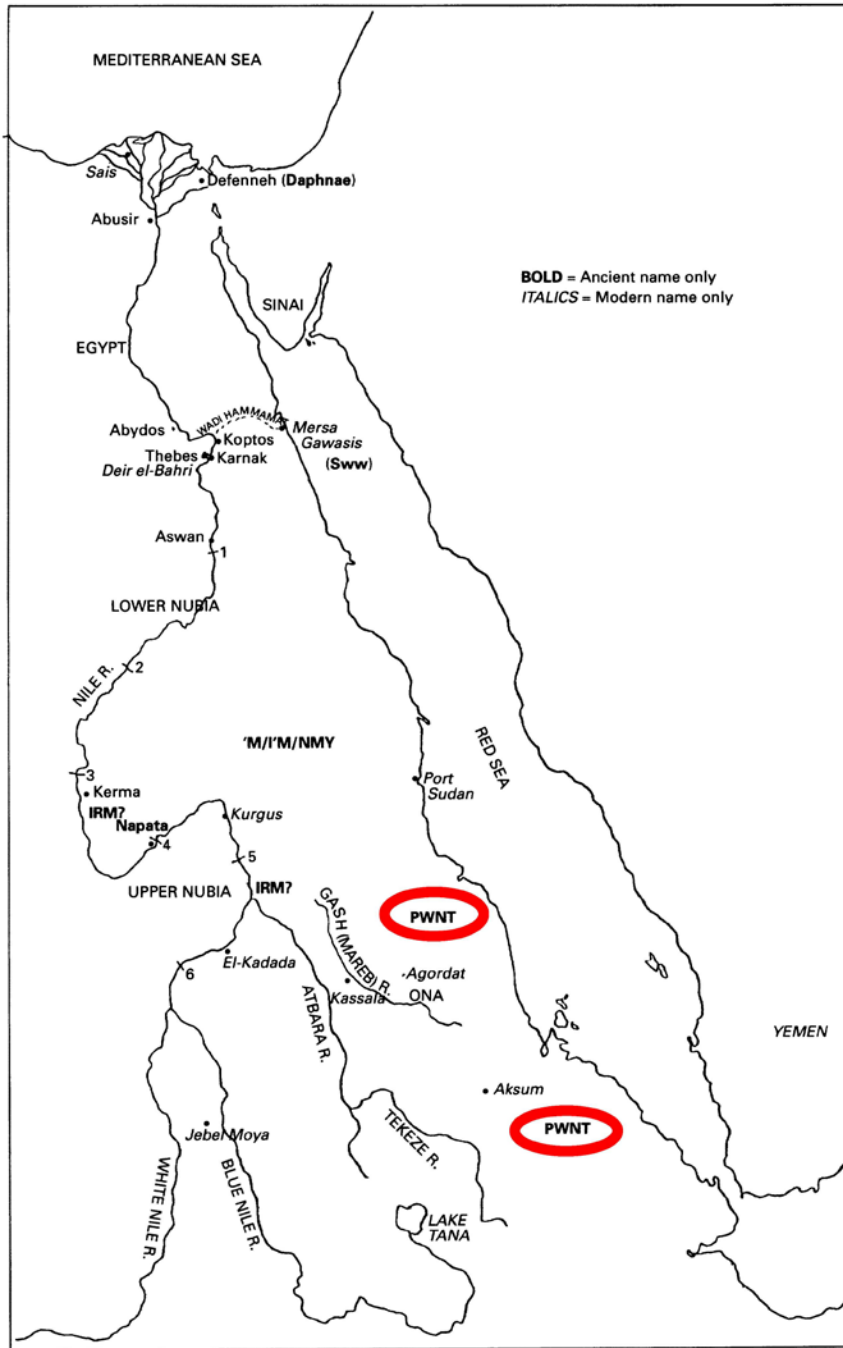 MEDITERRANEAN SEA
Sais
Defenneh (Daphnae)
Abusir
BOLD = Ancient name only
ITALICS = Modern name only
SINAI
EGYPT
WADI HAMMAMAT
Abydos
Koptos
Mersa
Gawasis
(Sww)
Thebes
Karnak
Deir el-Bahri
Aswan
1
LOWER NUBIA
NILE R.
2
'M/I'M/NMY
RED SEA
3
Kerma
Port
Sudan
IRM?
Napata
4
Kurgus
5
UPPER NUBIA
IRM?
PWNT
GASH (MAREB) R.
El-Kadada
6
Agordat
Kassala
ONA
ATBARA R.
YEMEN
Aksum
PWNT
Jebel Moya
TEKEZE R.
WHITE NILE R.
BLUE NILE R.
LAKE
TANA